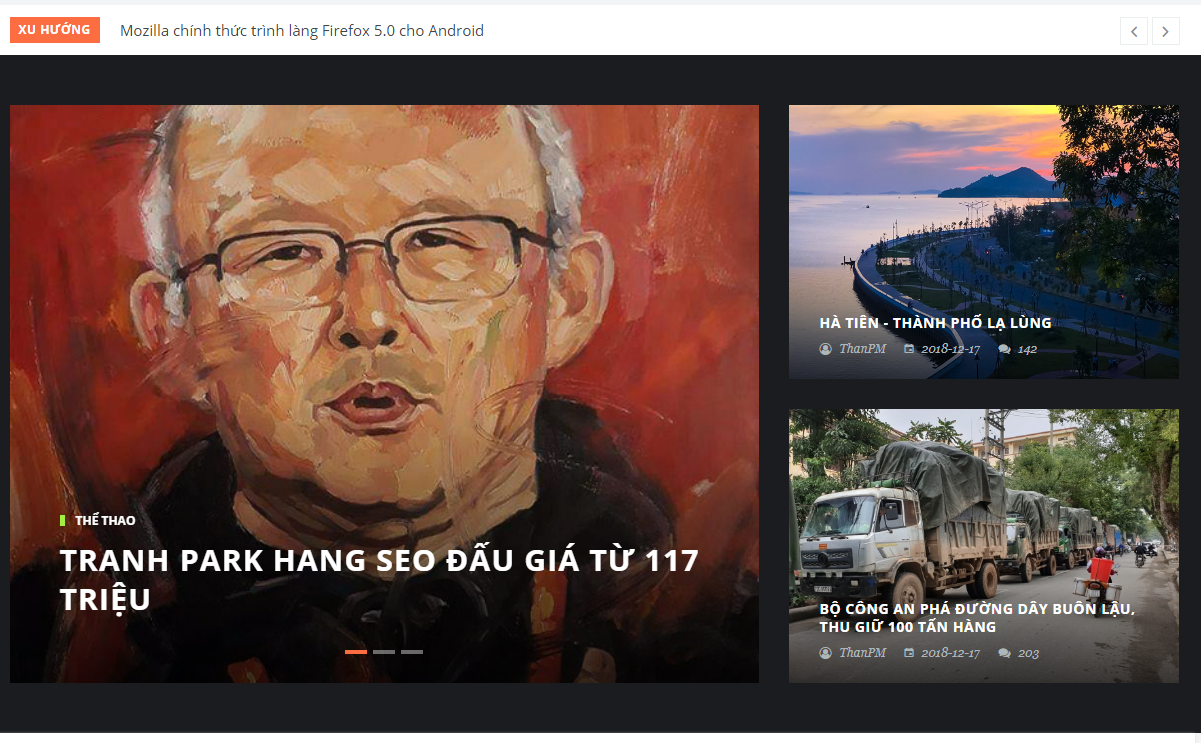 XU HƯỚNG Mozilla chính thức trình làng Firefox 5.0 cho Android
THỂ THAO
TRANH PARK HANG SEO ĐẤU GIÁ TỪ 117
TRIỆU
HÀ TIÊN - THÀNH PHỐ LẠ LÙNG
ThanPM 2018-12-17 142
BỘ CÔNG AN PHÁ ĐƯỜNG DÂY BUÔN LẬU,
THU GIỮ 100 TẤN HÀNG
ThanPM 2018-12-17 203